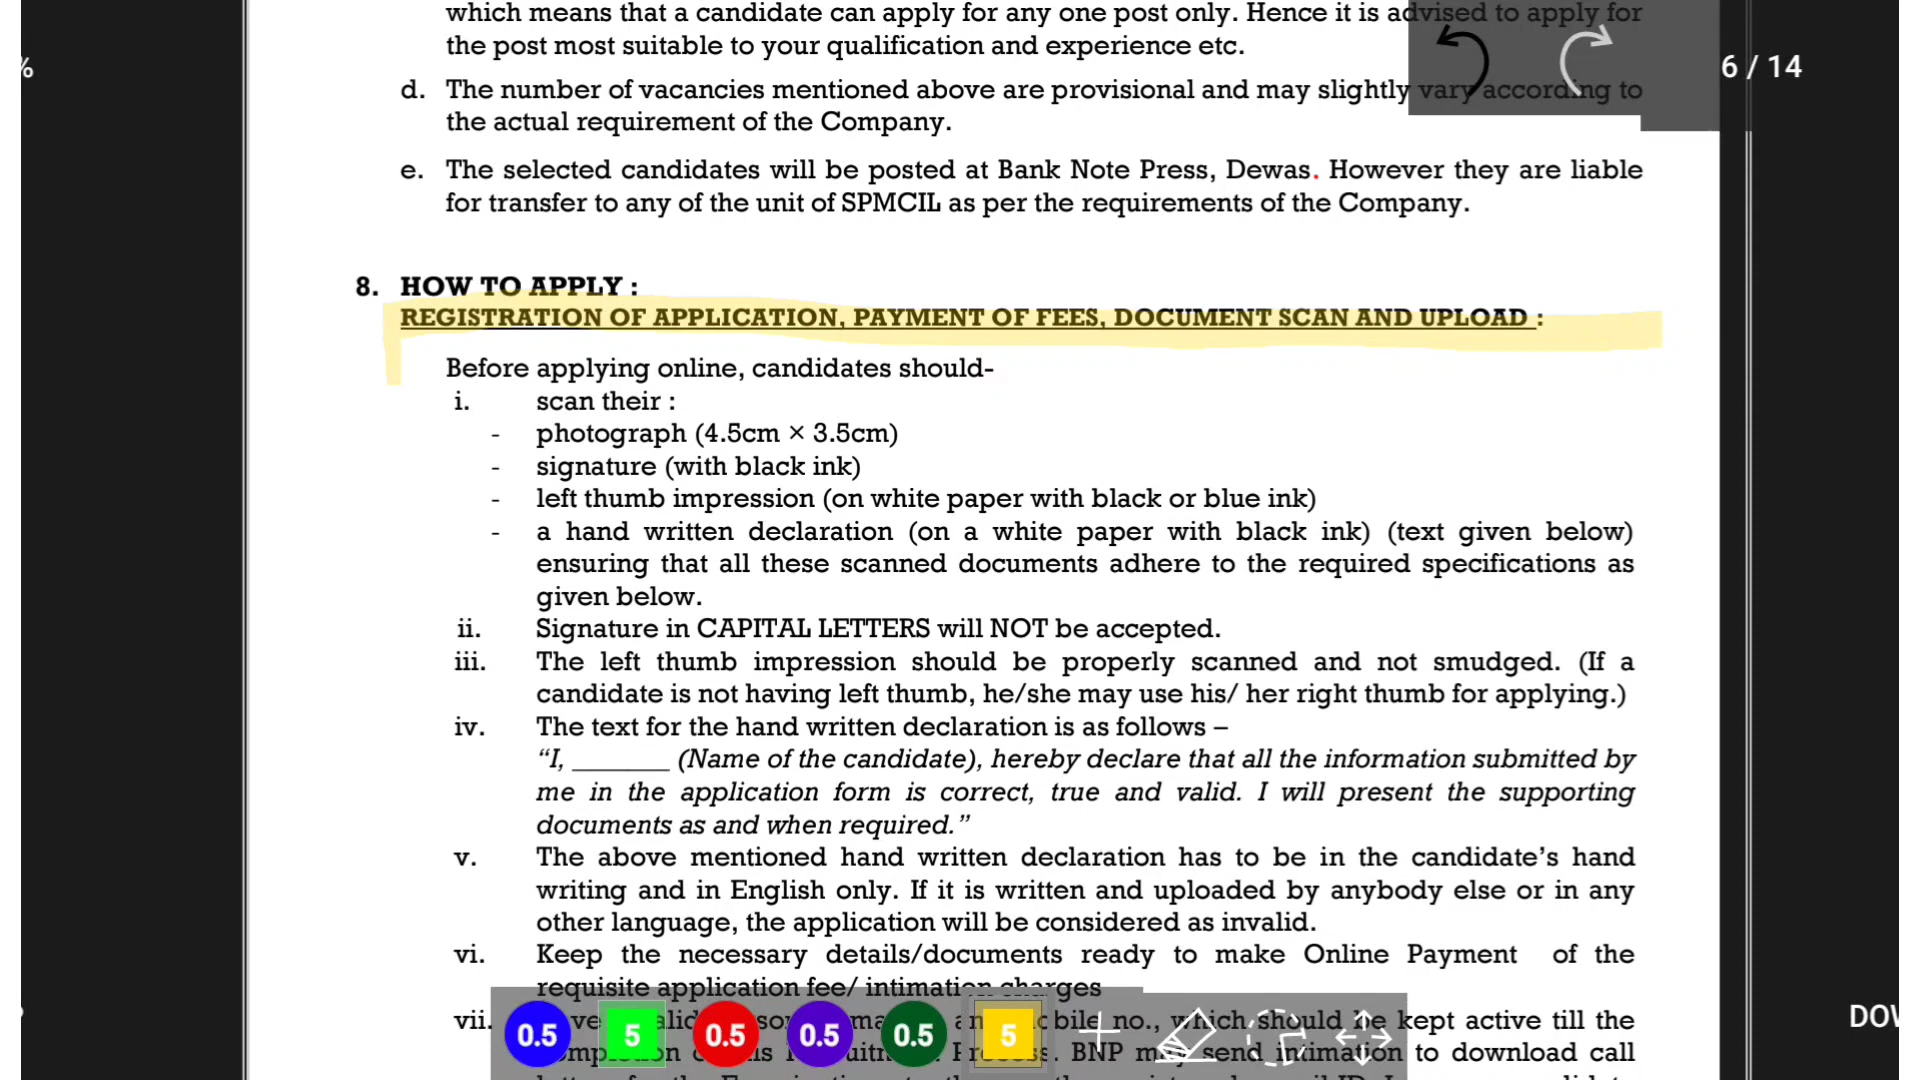 which means that a candidate can apply for any one post only. Hence it is advised to apply for
the post most suitable to your qualification and experience etc.
6 / 14
%
d. The number of vacancies mentioned above are provisional and may slightly vary according to
the actual requirement of the Company.
e. The selected candidates will be posted at Bank Note Press, Dewas. However they are liable
for transfer to any of the unit of SPMCIL as per the requirements of the Company.
8. HOW TO APPLY :
REGISTRATION OF APPLICATION, PAYMENT OF FEES, DOCUMENT SCAN AND UPLOAD :
Before applying online, candidates should-
i. scan their :
- photograph (4.5cm × 3.5cm)
- signature (with black ink)
- left thumb impression (on white paper with black or blue ink)
- a hand written declaration (on a white paper with black ink) (text given below)
ensuring that all these scanned documents adhere to the required specifications as
given below.
ii. Signature in CAPITAL LETTERS will NOT be accepted.
iii. The left thumb impression should be properly scanned and not smudged. (If a
candidate is not having left thumb, he/she may use his/ her right thumb for applying.)
iv. The text for the hand written declaration is as follows –
“I, _______ (Name of the candidate), hereby declare that all the information submitted by
me in the application form is correct, true and valid. I will present the supporting
documents as and when required.”
v. The above mentioned hand written declaration has to be in the candidate’s hand
writing and in English only. If it is written and uploaded by anybody else or in any
other language, the application will be considered as invalid.
vi. Keep the necessary details/documents ready to make Online Payment of the
requisite application fee/ intimation charges
vii. no., which should be kept active till the
BNP may send intimation to download call
0.5 5 0.5 0.5 0.5 5